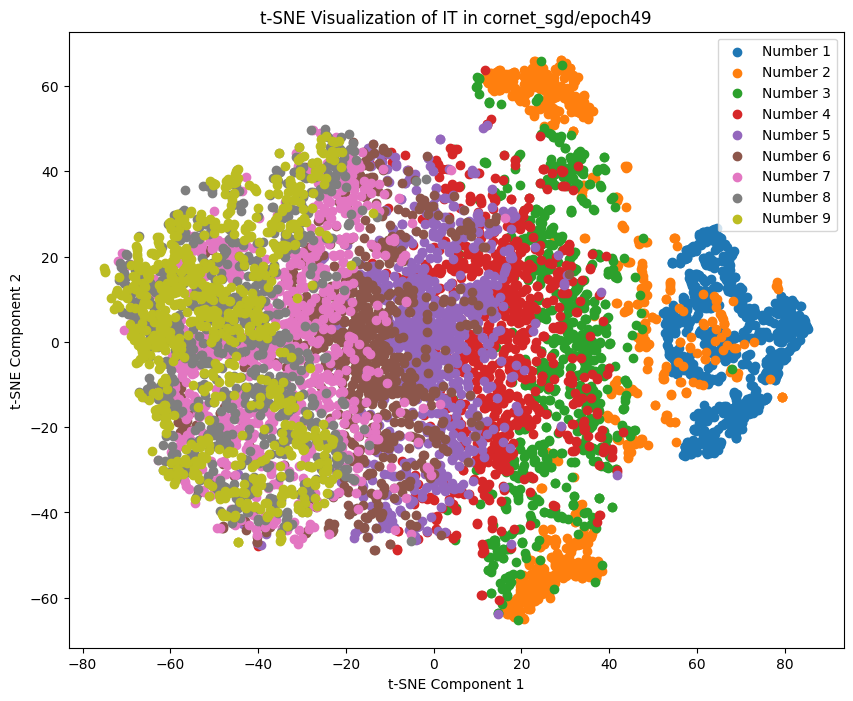 t-SNE Visualization of IT in cornet_sgd/epoch49
Number 1
Number 2
Number 3
Number 4
Number 5
Number 6
Number 7
Number 8
Number 9
t-SNE Component 2
60
40
20
0
−20
−40
−60
−80 −60 −40 −20 0 20 40 60 80
t-SNE Component 1